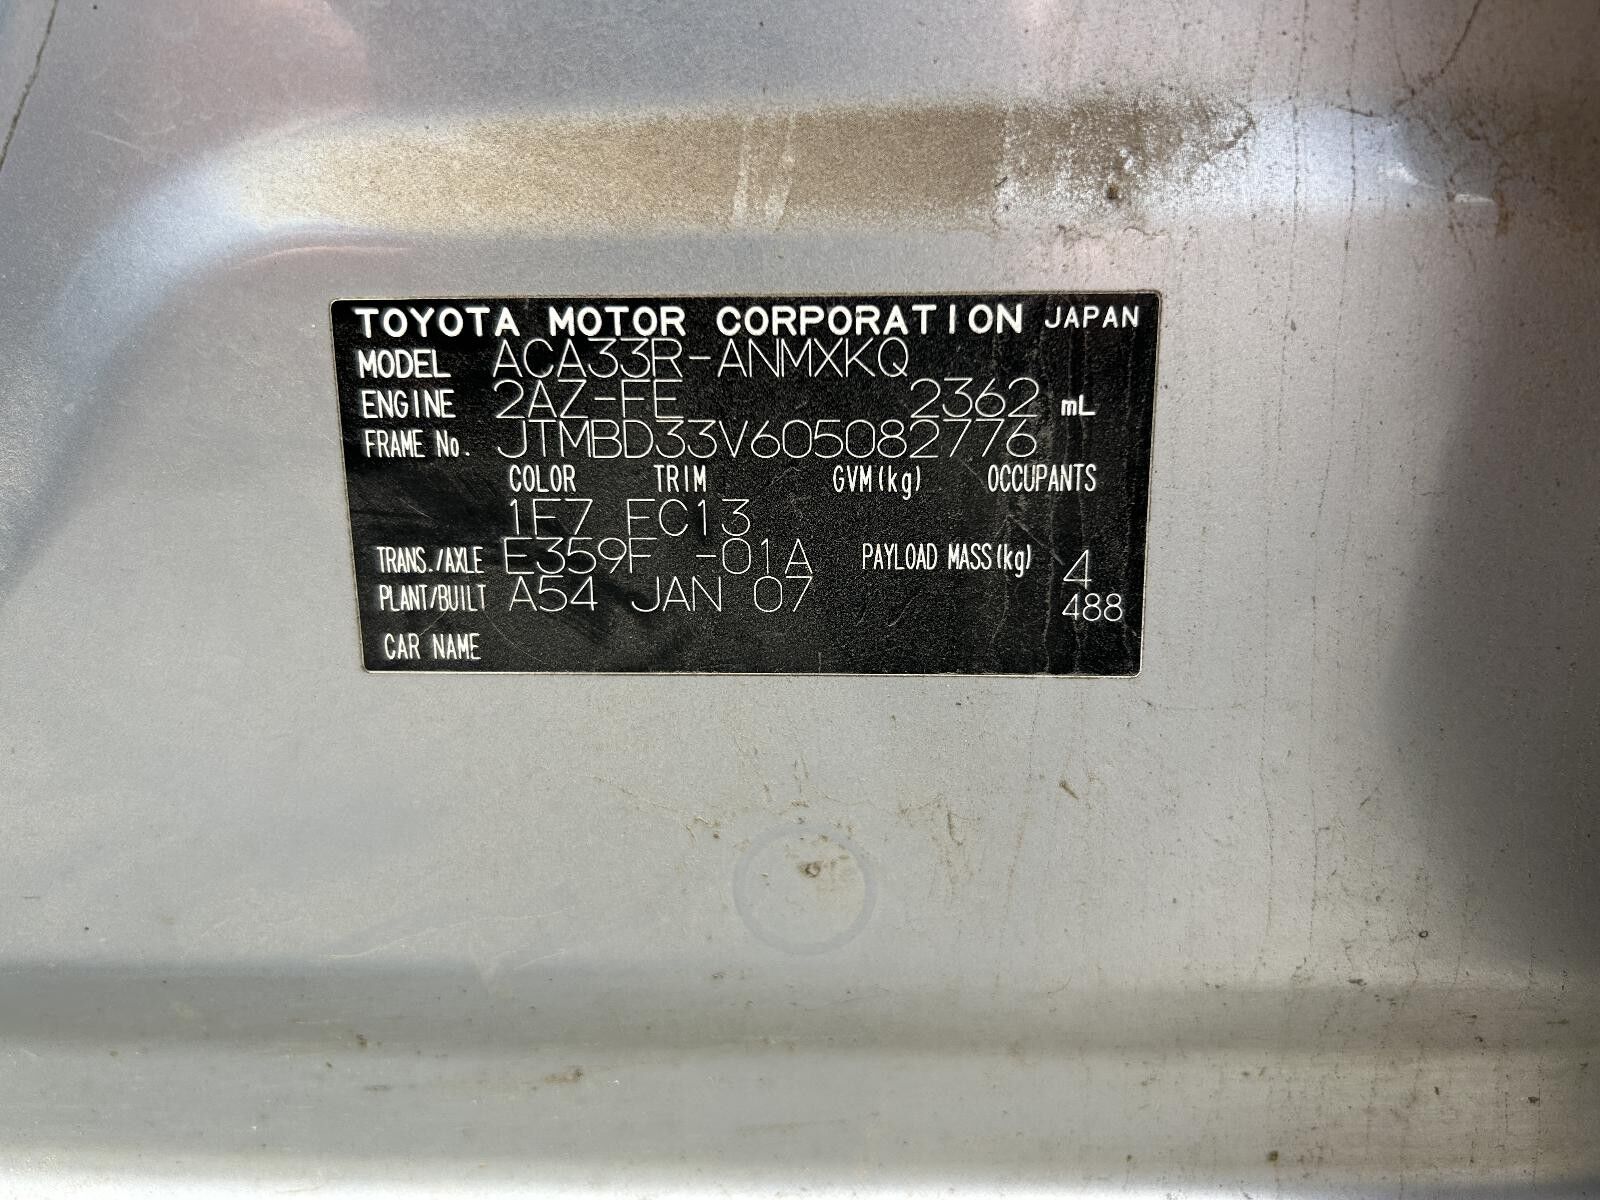 TOYOTA MOTOR CORPORATION JAPAN
MODEL ACA33R-ANMXKQ
ENGINE 2AZ-FE 2362 mL
FRAME No. JTMBD33V605082776
COLOR TRIM GVM(kg) OCCUPANTS
1F7 FC13
TRANS./AXLE E359F -01A PAYLOAD MASS(kg) 4
PLANT/BUILT A54 JAN 07 488
CAR NAME